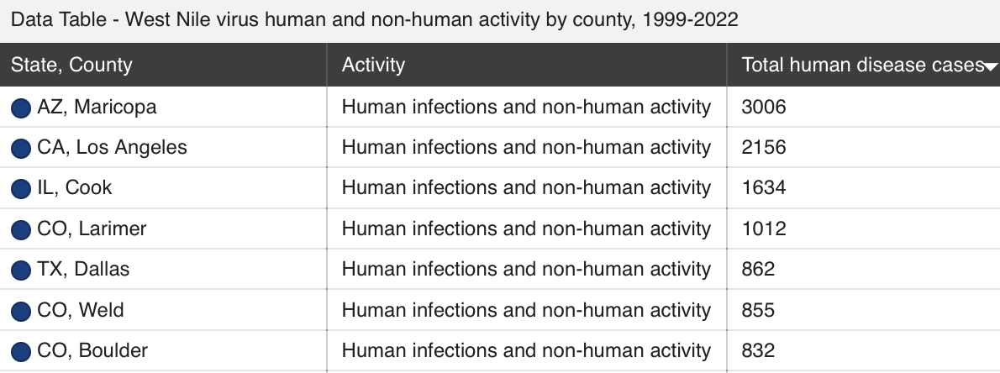 Data Table - West Nile virus human and non-human activity by county, 1999-2022
State, County Activity Total human disease cases
AZ, Maricopa Human infections and non-human activity 3006
CA, Los Angeles Human infections and non-human activity 2156
IL, Cook Human infections and non-human activity 1634
CO, Larimer Human infections and non-human activity 1012
TX, Dallas Human infections and non-human activity 862
CO, Weld Human infections and non-human activity 855
CO, Boulder Human infections and non-human activity 832